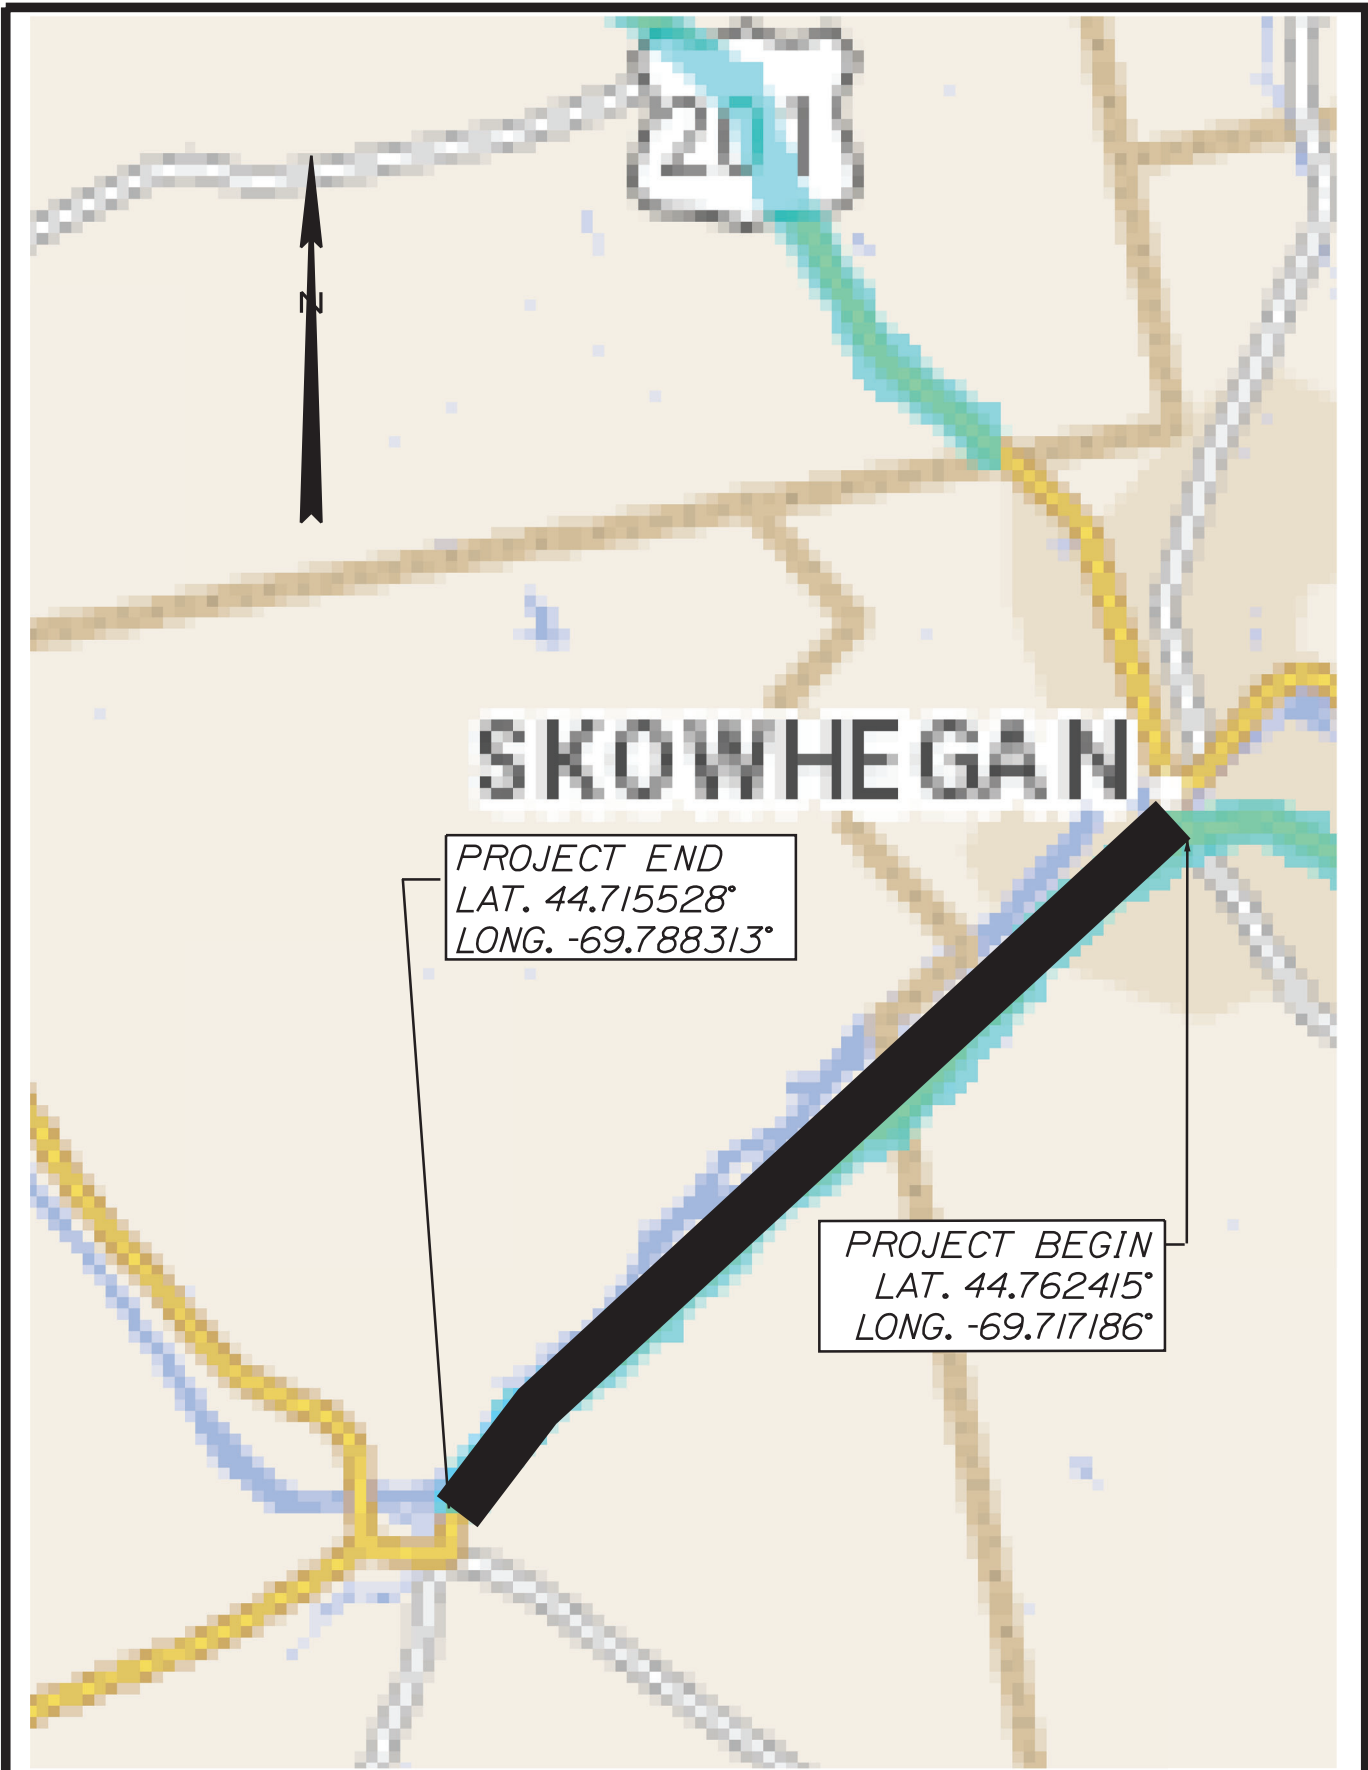 201
N
SKOWHEGAN
PROJECT END
LAT. 44.715528°
LONG. -69.788313°
PROJECT BEGIN
LAT. 44.762415°
LONG. -69.717186°